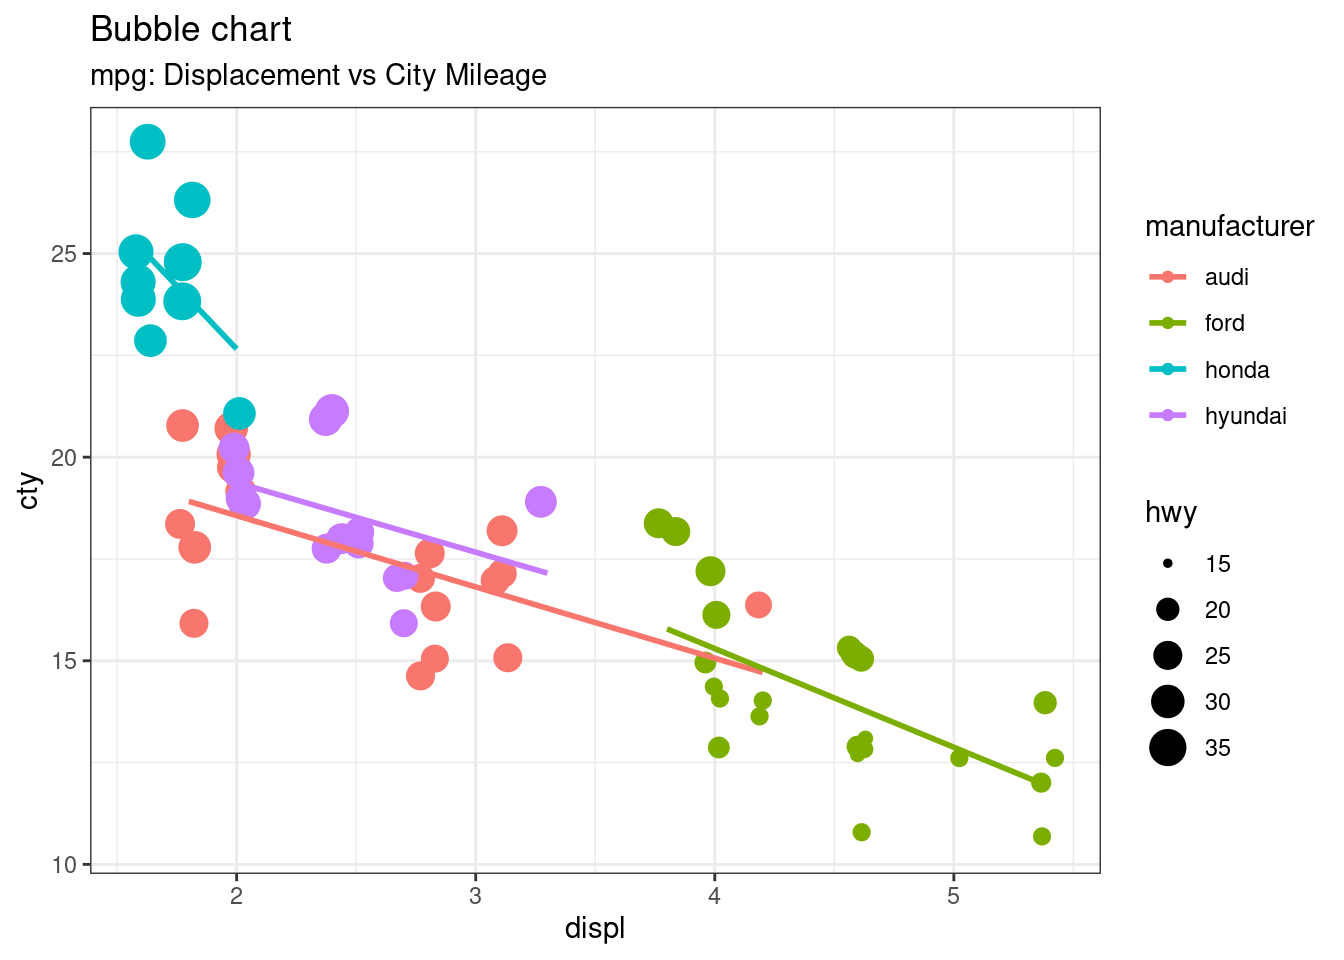 Bubble chart
mpg: Displacement vs City Mileage
25
20
15
10
cty
2 3 4 5
displ
manufacturer
audi
ford
honda
hyundai
hwy
15
20
25
30
35